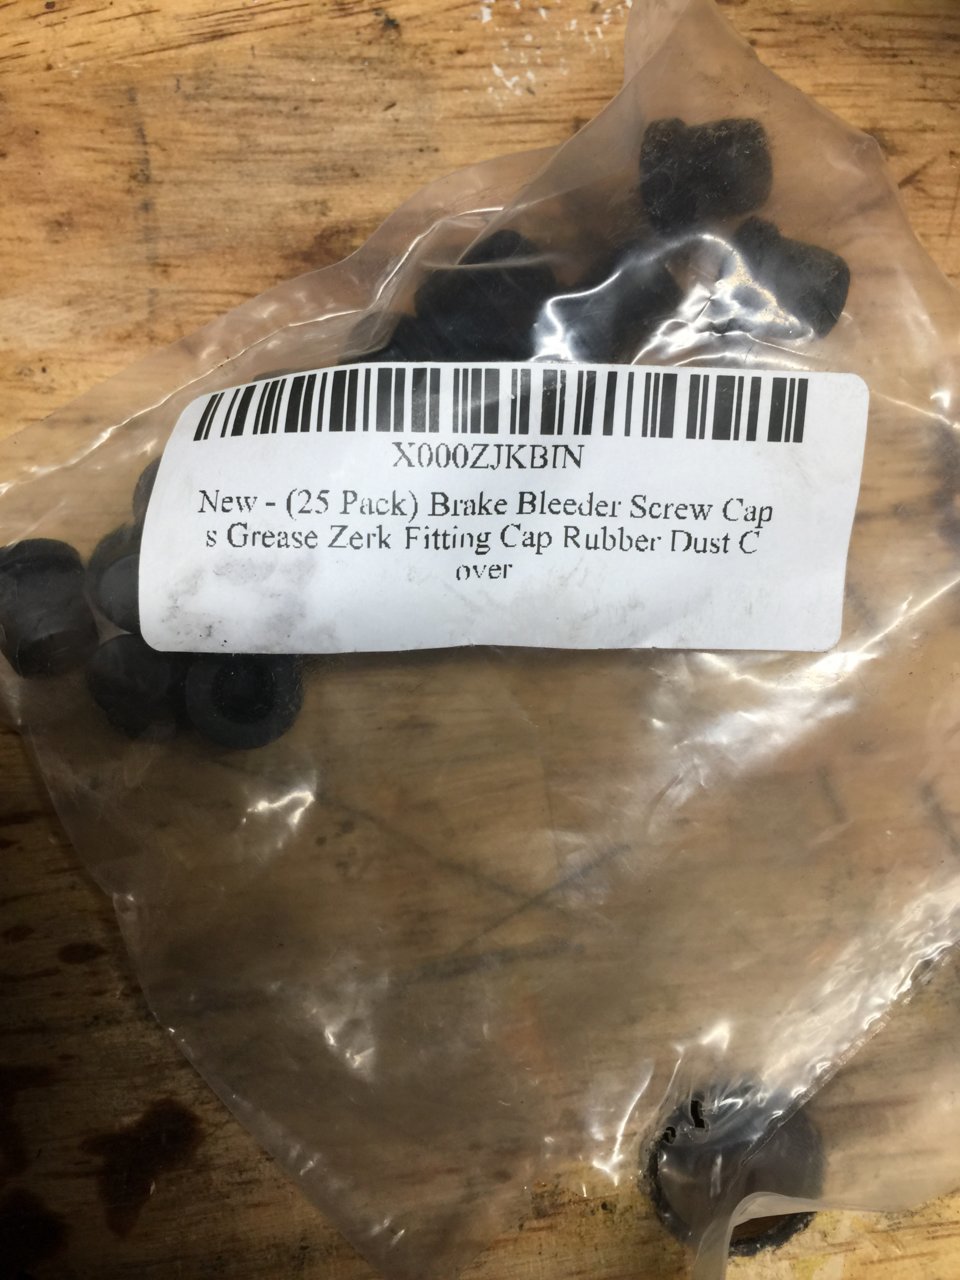 X000ZJKBIN
New - (25 Pack) Brake Bleeder Screw Cap
s Grease Zerk Fitting Cap Rubber Dust C
over